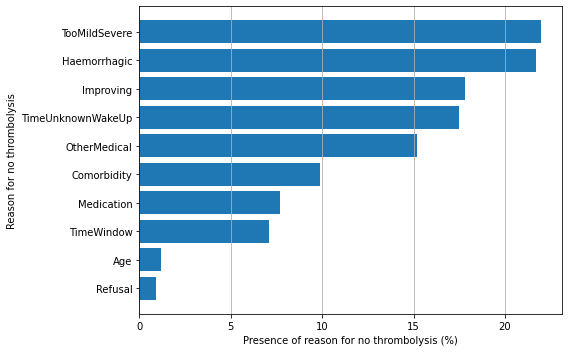 Reason for no thrombolysis
TooMildSevere
Haemorrhagic
Improving
TimeUnknownWakeUp
OtherMedical
Comorbidity
Medication
TimeWindow
Age
Refusal
0 5 10 15 20
Presence of reason for no thrombolysis (%)